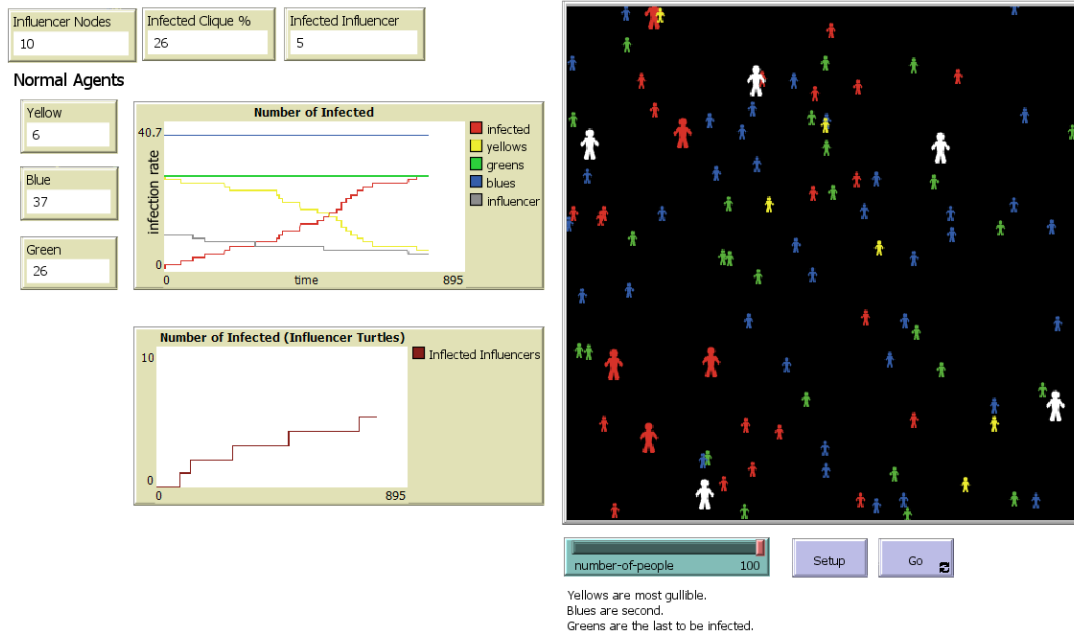 Influencer Nodes
10
Infected Clique %
26
Infected Influencer
5
Normal Agents
Yellow
6
Blue
37
Green
26
Number of Infected
40.7
infection rate
0
0
time
895
infected
yellows
greens
blues
influencer
Number of Infected (Influencer Turtles)
10
0
0
895
Inflected Influencers
number-of-people
100
Setup
Go
Yellows are most gullible.
Blues are second.
Greens are the last to be infected.